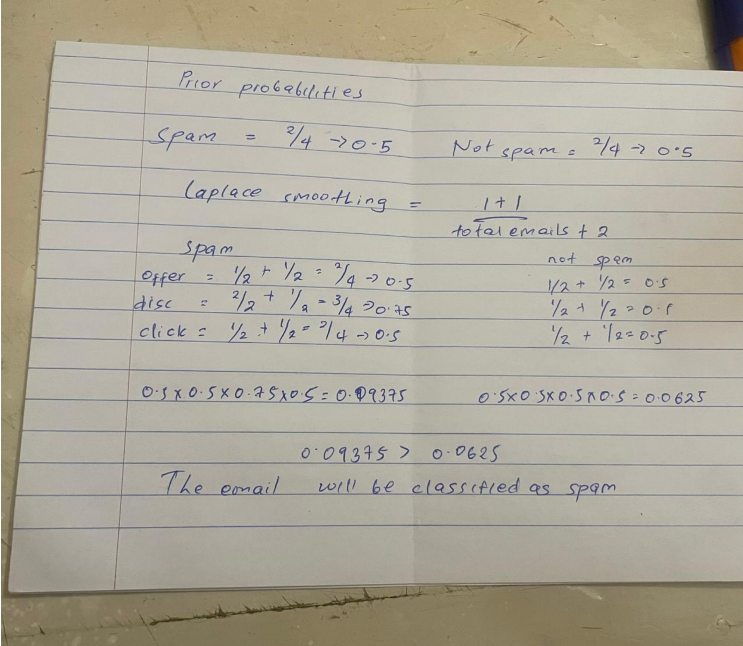 Prior probabilities
Spam = 2/4 → 0.5 Not spam = 2/4 → 0.5
Laplace smoothing = 1+1
total emails + 2
Spam not spam
offer = 1/2 + 1/2 = 2/4 → 0.5 1/2 + 1/2 = 0.5
disc = 2/2 + 1/2 = 3/4 → 0.75 1/2 + 1/2 = 0.5
click = 1/2 + 1/2 = 2/4 → 0.5 1/2 + 1/2 = 0.5
0.5 x 0.5 x 0.75 x 0.5 = 0.09375 0.5 x 0.5 x 0.5 x 0.5 = 0.0625
0.09375 > 0.0625
The email will be classified as spam